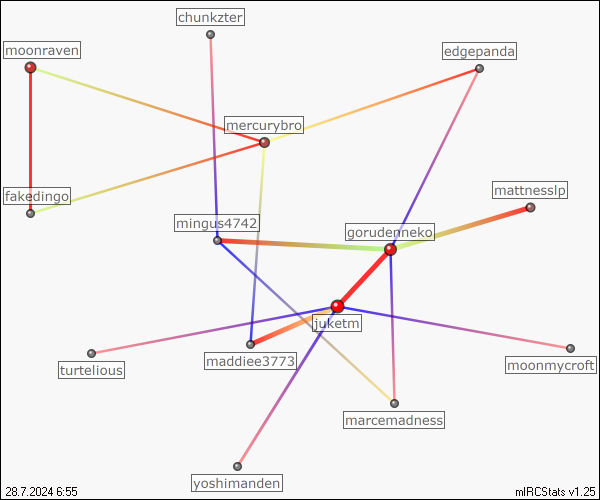 chunkzter
moonraven
edgepanda
mercurybro
fakedingo
mattnesslp
mingus4742
gorudenneko
juketm
maddiee3773
turtelious
moonmycroft
marcemadness
yoshimanden
28.7.2024 6:55
mIRCStats v1.25